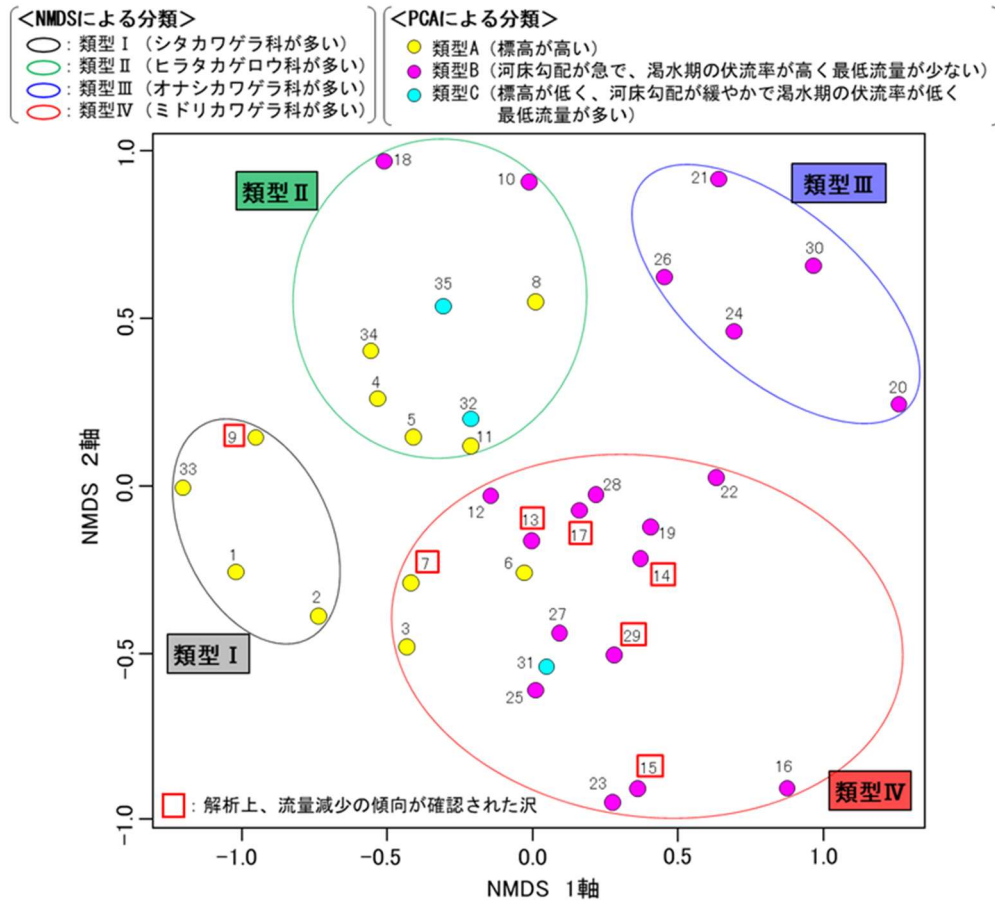 <NMDSによる分類>
: 類型Ⅰ (シタカワゲラ科が多い)
: 類型Ⅱ (ヒラタカゲロウ科が多い)
: 類型Ⅲ (オナシカワゲラ科が多い)
: 類型Ⅳ (ミドリカワゲラ科が多い)
<PCAによる分類>
類型A (標高が高い)
類型B (河床勾配が急で、渇水期の伏流率が高く最低流量が少ない)
類型C (標高が低く、河床勾配が緩やかで渇水期の伏流率が低く
最低流量が多い)
1.0
0.5
0.0
-0.5
-1.0
NMDS 2軸
類型Ⅱ
類型Ⅲ
18
10
21
30
26
35
8
24
34
4
20
5
32
11
9
33
1
2
類型Ⅰ
28
22
12
13
17
19
7
6
14
27
29
3
31
25
15
16
23
類型Ⅳ
: 解析上、流量減少の傾向が確認された沢
-1.0
-0.5
0.0
0.5
1.0
NMDS 1軸